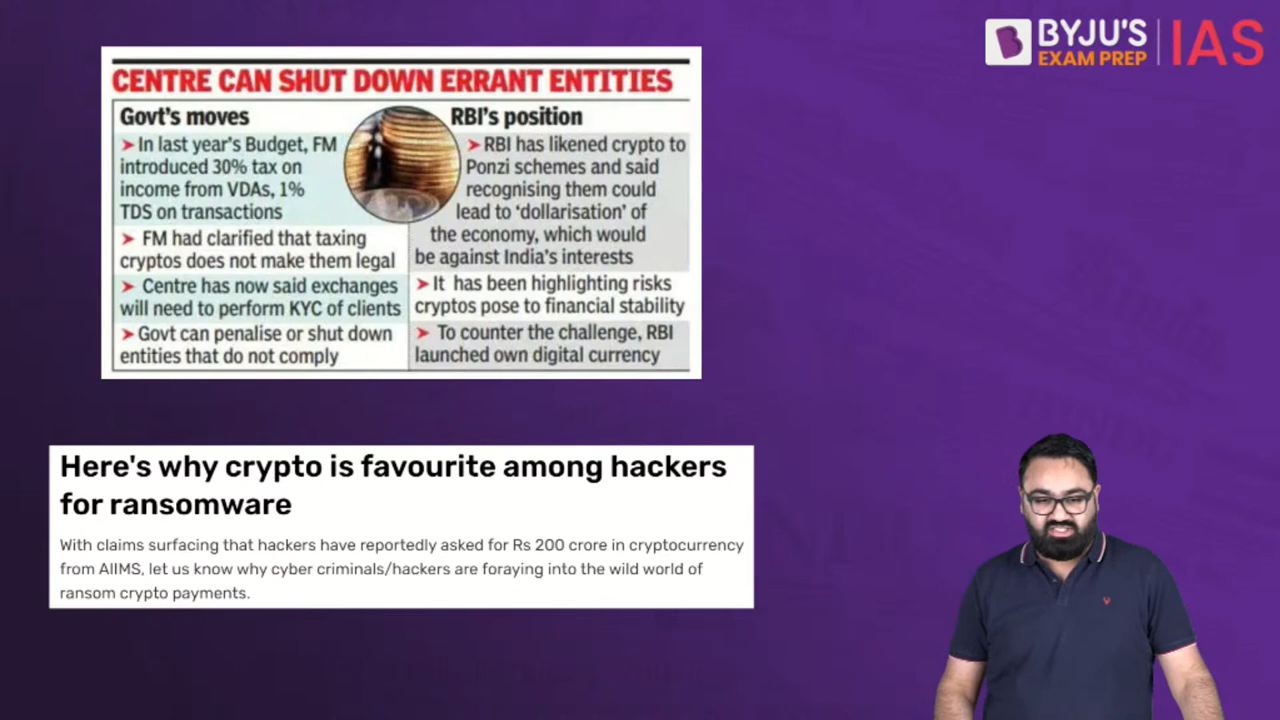 BYJU'S
EXAM PREP
IAS
CENTRE CAN SHUT DOWN ERRANT ENTITIES
Govt's moves
➤ In last year's Budget, FM
introduced 30% tax on
income from VDAs, 1%
TDS on transactions
➤ FM had clarified that taxing
cryptos does not make them legal
➤ Centre has now said exchanges
will need to perform KYC of clients
➤ Govt can penalise or shut down
entities that do not comply
RBI's position
➤ RBI has likened crypto to
Ponzi schemes and said
recognising them could
lead to 'dollarisation' of
the economy, which would
be against India's interests
➤ It has been highlighting risks
cryptos pose to financial stability
➤ To counter the challenge, RBI
launched own digital currency
Here's why crypto is favourite among hackers
for ransomware
With claims surfacing that hackers have reportedly asked for Rs 200 crore in cryptocurrency
from AIIMS, let us know why cyber criminals/hackers are foraying into the wild world of
ransom crypto payments.